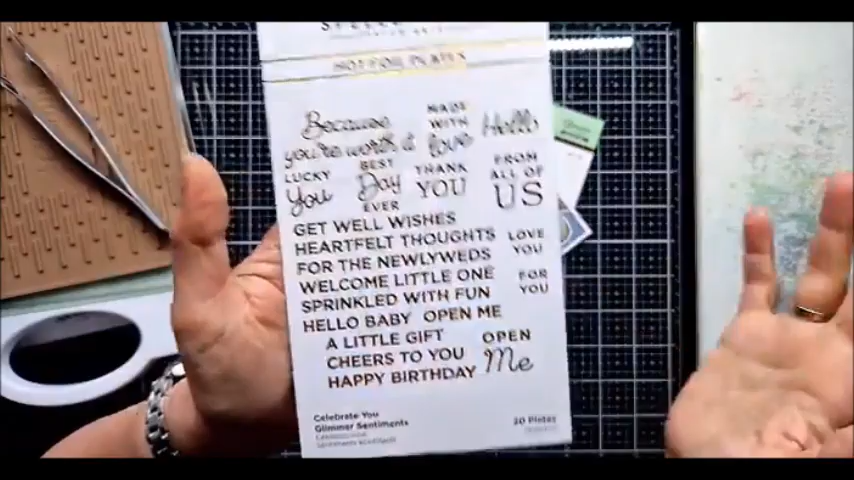 HOT FOIL PLATES
Because
you're worth it
MADE
WITH
love
Hello
LUCKY
You
BEST
Day
EVER
THANK
YOU
FROM
ALL OF
US
GET WELL WISHES
HEARTFELT THOUGHTS
FOR THE NEWLYWEDS
WELCOME LITTLE ONE
SPRINKLED WITH FUN
HELLO BABY OPEN ME
A LITTLE GIFT
CHEERS TO YOU
HAPPY BIRTHDAY
LOVE
YOU
FOR
YOU
OPEN
Me
Celebrate You
Glimmer Sentiments
20 Plates